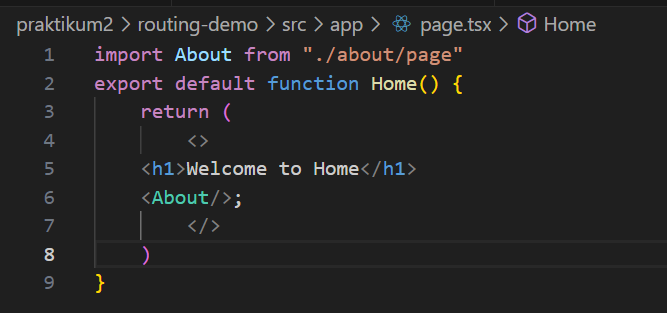 praktikum2 > routing-demo > src > app > page.tsx > Home
1 import About from "./about/page"
2 export default function Home() {
3     return (
4         <>
5     <h1>Welcome to Home</h1>
6     <About/>;
7         </>
8     )
9 }